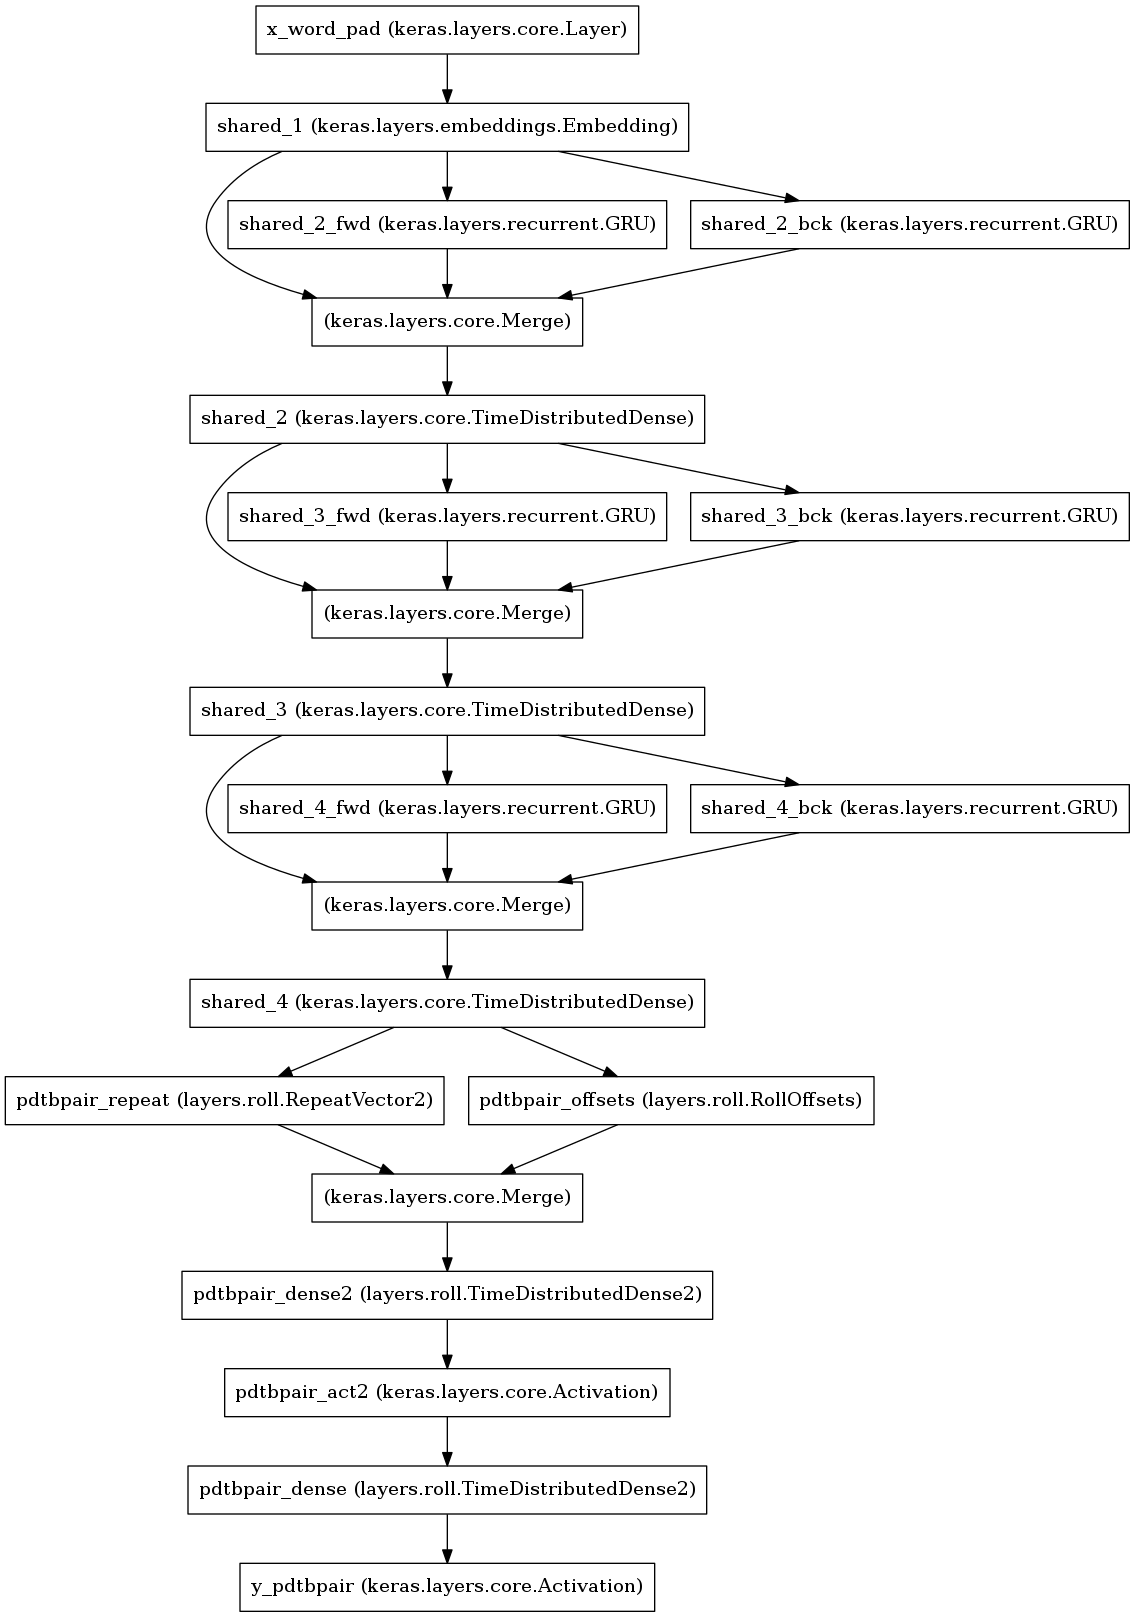 x_word_pad (keras.layers.core.Layer)
shared_1 (keras.layers.embeddings.Embedding)
shared_2_fwd (keras.layers.recurrent.GRU)
shared_2_bck (keras.layers.recurrent.GRU)
(keras.layers.core.Merge)
shared_2 (keras.layers.core.TimeDistributedDense)
shared_3_fwd (keras.layers.recurrent.GRU)
shared_3_bck (keras.layers.recurrent.GRU)
(keras.layers.core.Merge)
shared_3 (keras.layers.core.TimeDistributedDense)
shared_4_fwd (keras.layers.recurrent.GRU)
shared_4_bck (keras.layers.recurrent.GRU)
(keras.layers.core.Merge)
shared_4 (keras.layers.core.TimeDistributedDense)
pdtbpair_repeat (layers.roll.RepeatVector2)
pdtbpair_offsets (layers.roll.RollOffsets)
(keras.layers.core.Merge)
pdtbpair_dense2 (layers.roll.TimeDistributedDense2)
pdtbpair_act2 (keras.layers.core.Activation)
pdtbpair_dense (layers.roll.TimeDistributedDense2)
y_pdtbpair (keras.layers.core.Activation)